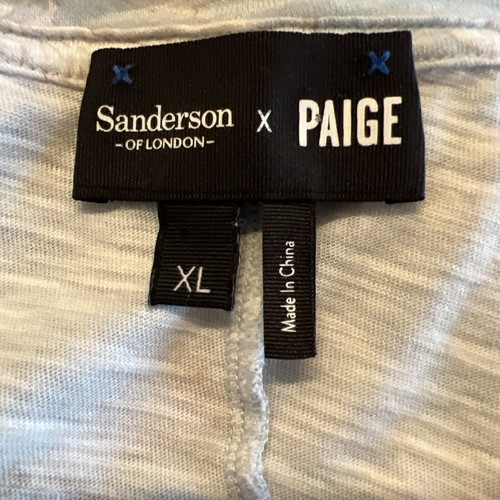 Sanderson x PAIGE
-OF LONDON-
XL
Made In China